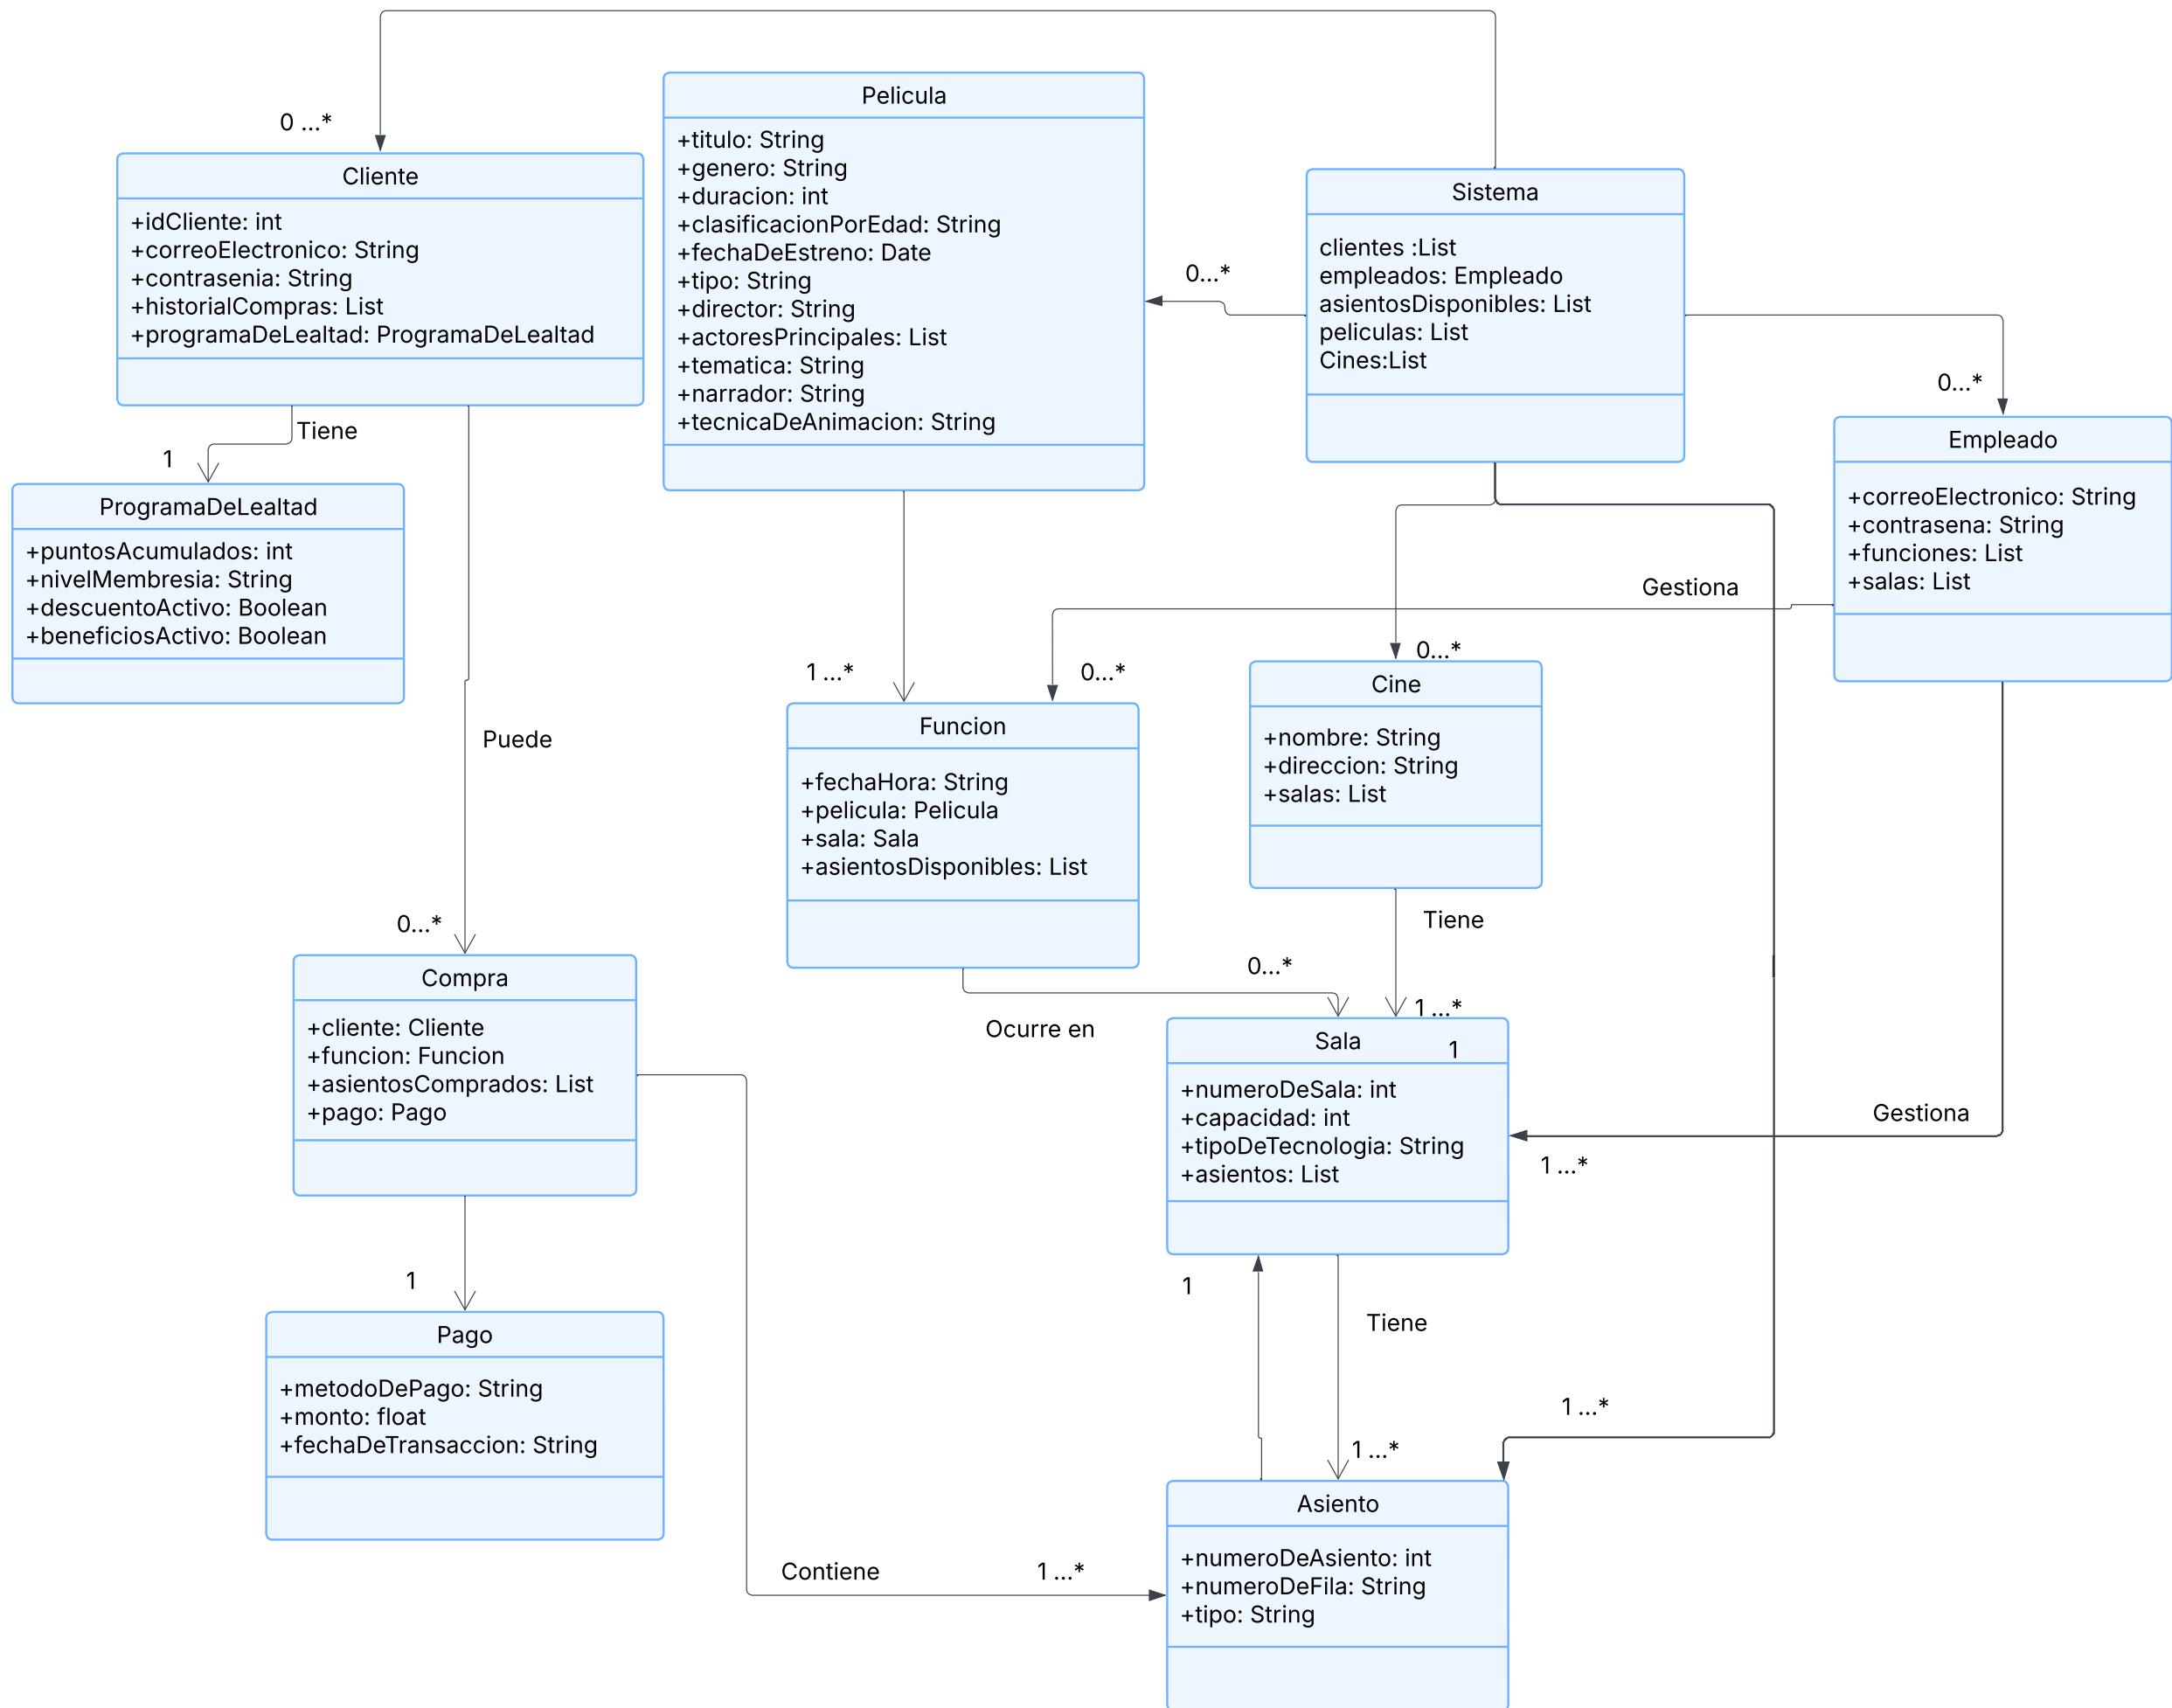 0 ...*
Cliente
+idCliente: int
+correoElectronico: String
+contrasenia: String
+historialCompras: List
+programaDeLealtad: ProgramaDeLealtad
Pelicula
+titulo: String
+genero: String
+duracion: int
+clasificacionPorEdad: String
+fechaDeEstreno: Date
+tipo: String
+director: String
+actoresPrincipales: List
+tematica: String
+narrador: String
+tecnicaDeAnimacion: String
0...*
Sistema
clientes :List
empleados: Empleado
asientosDisponibles: List
peliculas: List
Cines:List
0...*
Empleado
+correoElectronico: String
+contrasena: String
+funciones: List
+salas: List
Tiene
1
ProgramaDeLealtad
+puntosAcumulados: int
+nivelMembresia: String
+descuentoActivo: Boolean
+beneficiosActivo: Boolean
Puede
0...*
Gestiona
1 ...*
0...*
Funcion
+fechaHora: String
+pelicula: Pelicula
+sala: Sala
+asientosDisponibles: List
0...*
Cine
+nombre: String
+direccion: String
+salas: List
Tiene
0...*
Ocurre en
1 ...*
Compra
+cliente: Cliente
+funcion: Funcion
+asientosComprados: List
+pago: Pago
Sala
1
+numeroDeSala: int
+capacidad: int
+tipoDeTecnologia: String
+asientos: List
Gestiona
1 ...*
1
Pago
+metodoDePago: String
+monto: float
+fechaDeTransaccion: String
1
Tiene
1 ...*
1 ...*
Contiene
1 ...*
Asiento
+numeroDeAsiento: int
+numeroDeFila: String
+tipo: String